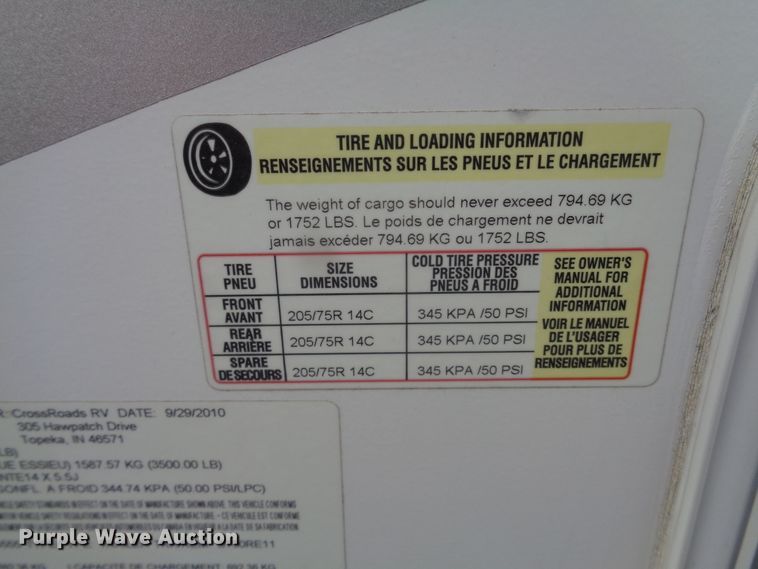 TIRE AND LOADING INFORMATION
RENSEIGNEMENTS SUR LES PNEUS ET LE CHARGEMENT
The weight of cargo should never exceed 794.69 KG
or 1752 LBS. Le poids de chargement ne devrait
jamais excéder 794.69 KG ou 1752 LBS.
TIRE
PNEU
SIZE
DIMENSIONS
COLD TIRE PRESSURE
PRESSION DES
PNEUS A FROID
SEE OWNER'S
MANUAL FOR
ADDITIONAL
INFORMATION
VOIR LE MANUEL
DE L'USAGER
POUR PLUS DE
RENSEIGNEMENTS
FRONT
AVANT
205/75R 14C
345 KPA /50 PSI
REAR
ARRIÈRE
205/75R 14C
345 KPA /50 PSI
SPARE
DE SECOURS
205/75R 14C
345 KPA /50 PSI
R: CrossRoads RV DATE: 9/29/2010
305 Hawpatch Drive
Topeka, IN 46571
LB)
UE ESSIEU) 1587.57 KG (3500.00 LB)
NTE14 X 5.5J
GONFL. A FROID 344.74 KPA (50.00 PSI/LPC)
Purple Wave Auction